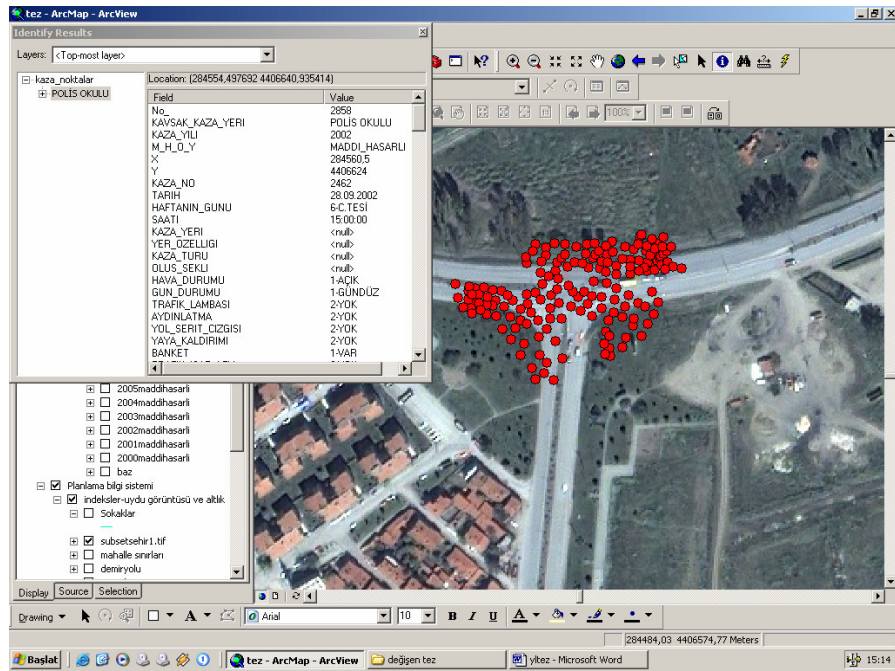 tez - ArcMap - ArcView
Identify Results
Layers: <Top-most layer>
kaza_noktalar
POLİS OKULU
Location: (284554,497692 4406640,935414)
Field Value
No_ 2858
KAVSAK_KAZA_YERI POLİS OKULU
KAZA_YILI 2002
M_H_O_Y MADDI_HASARLI
X 284560,5
Y 4406624
KAZA_NO 2462
TARIH 28.09.2002
HAFTANIN_GUNU 6-C.TESİ
SAATI 15:00:00
KAZA_YERI <null>
YER_OZELLIGI <null>
KAZA_TURU <null>
OLUS_SEKLI <null>
HAVA_DURUMU 1-AÇIK
GUN_DURUMU 1-GÜNDÜZ
TRAFIK_LAMBASI 2-YOK
AYDINLATMA 2-YOK
YOL_SERIT_CIZGISI 2-YOK
YAYA_KALDIRIMI 2-YOK
BANKET 1-VAR
100%
2005maddihasarli
2004maddihasarli
2003maddihasarli
2002maddihasarli
2001maddihasarli
2000maddihasarli
baz
Planlama bilgi sistemi
indeksler-uydu görüntüsü ve altlık
Sokaklar
subsetsehir1.tif
mahalle sınırları
demiryolu
Display Source Selection
Drawing A Arial 10 B I U A
284484,03 4406574,77 Meters
Başlat tez - ArcMap - ArcView değişen tez yltez - Microsoft Word 15:14